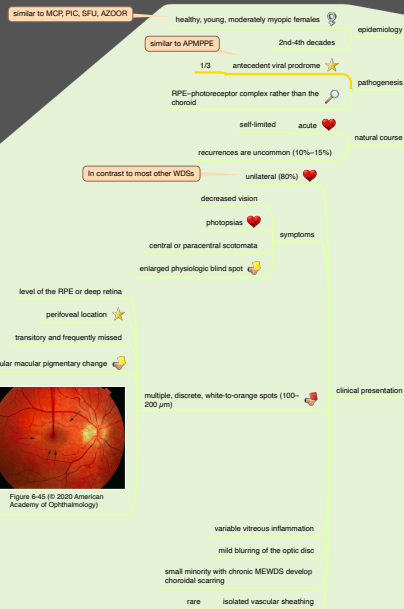 similar to MCP, PIC, SFU, AZOOR
healthy, young, moderately myopic females
epidemiology
similar to APMPPE
2nd-4th decades
1/3
antecedent viral prodrome
pathogenesis
RPE–photoreceptor complex rather than the
choroid
self-limited
acute
natural course
recurrences are uncommon (10%–15%)
In contrast to most other WDSs
unilateral (80%)
decreased vision
photopsias
symptoms
central or paracentral scotomata
enlarged physiologic blind spot
level of the RPE or deep retina
perifoveal location
transitory and frequently missed
ular macular pigmentary change
multiple, discrete, white-to-orange spots (100–
200 μm)
clinical presentation
Figure 6-45 (© 2020 American
Academy of Ophthalmology)
variable vitreous inflammation
mild blurring of the optic disc
small minority with chronic MEWDS develop
choroidal scarring
rare
isolated vascular sheathing